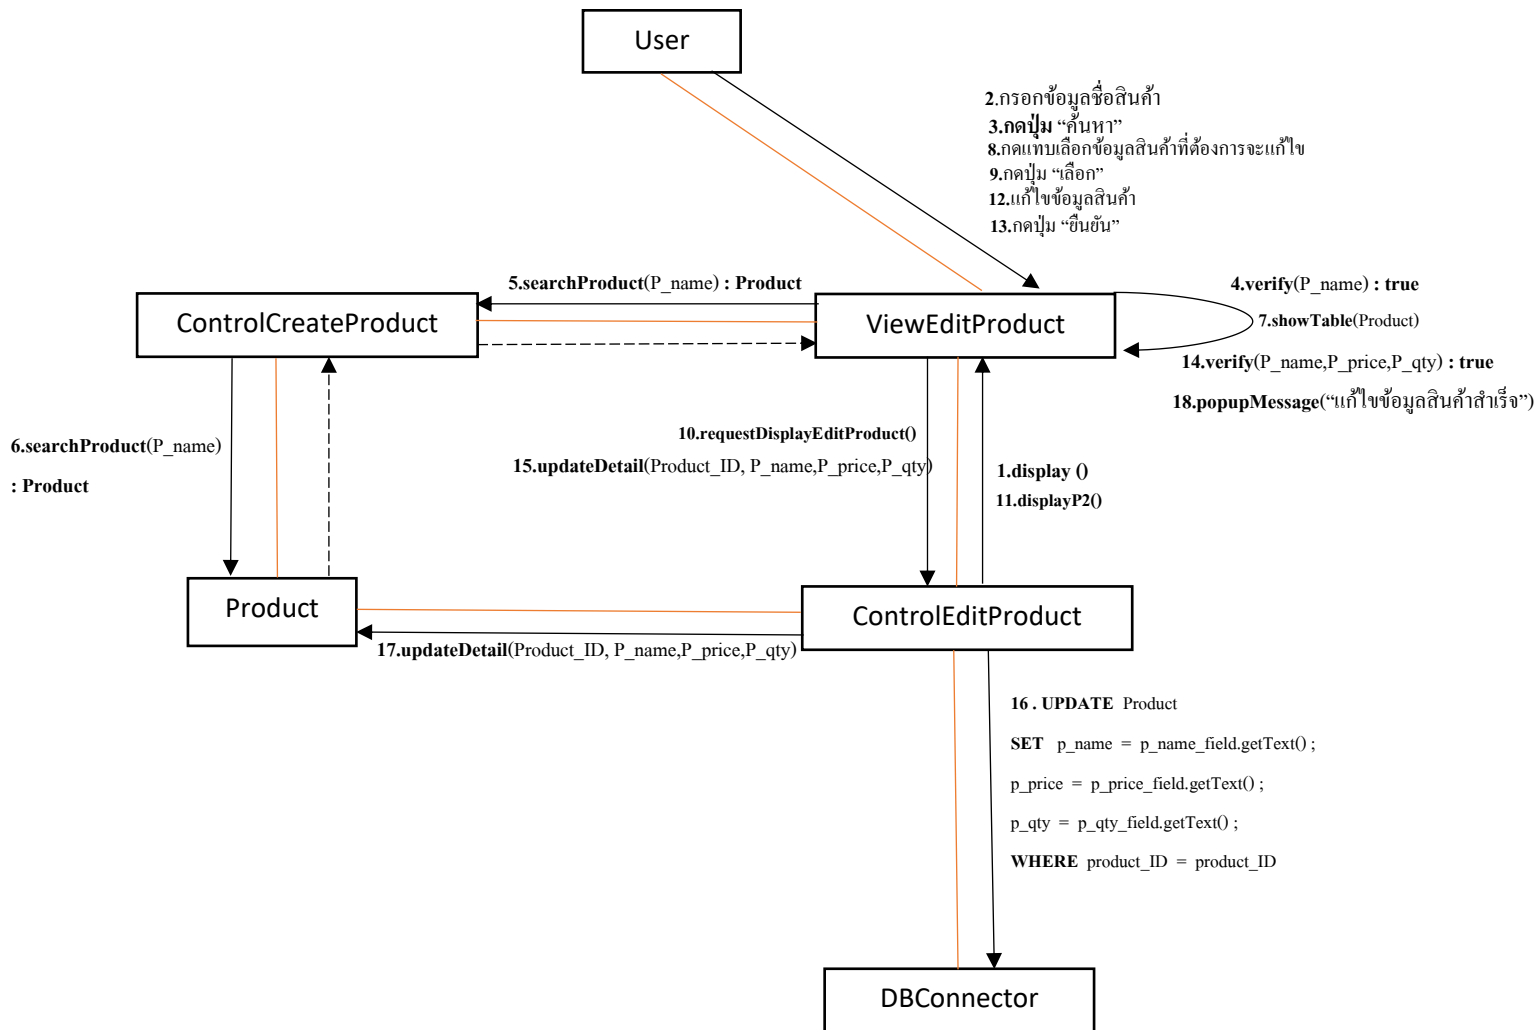 User
2.กรอกข้อมูลชื่อสินค้า
3.กดปุ่ม “ค้นหา”
8.กดแทบเลือกข้อมูลสินค้าที่ต้องการจะแก้ไข
9.กดปุ่ม “เลือก”
12.แก้ไขข้อมูลสินค้า
13.กดปุ่ม “ยืนยัน”
5.searchProduct(P_name) : Product
4.verify(P_name) : true
ControlCreateProduct
ViewEditProduct
7.showTable(Product)
14.verify(P_name,P_price,P_qty) : true
18.popupMessage(“แก้ไขข้อมูลสินค้าสำเร็จ”)
6.searchProduct(P_name)
: Product
10.requestDisplayEditProduct()
15.updateDetail(Product_ID, P_name,P_price,P_qty)
1.display ()
11.displayP2()
Product
ControlEditProduct
17.updateDetail(Product_ID, P_name,P_price,P_qty)
16 . UPDATE Product
SET p_name = p_name_field.getText() ;
p_price = p_price_field.getText() ;
p_qty = p_qty_field.getText() ;
WHERE product_ID = product_ID
DBConnector